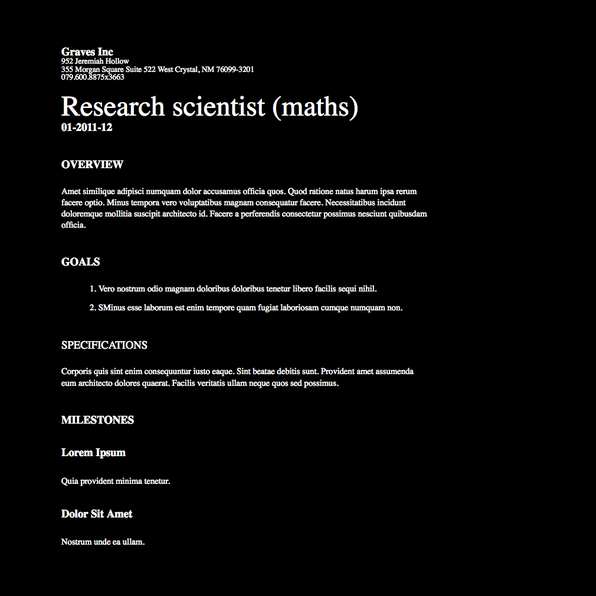 Graves Inc
952 Jeremiah Hollow
355 Morgan Square Suite 522 West Crystal, NM 76099-3201
079.600.8875x3663
Research scientist (maths)
01-2011-12
OVERVIEW
Amet similique adipisci numquam dolor accusamus officia quos. Quod ratione natus harum ipsa rerum
facere optio. Minus tempora vero voluptatibus magnam consequatur facere. Necessitatibus incidunt
doloremque mollitia suscipit architecto id. Facere a perferendis consectetur possimus nesciunt quibusdam
officia.
GOALS
1. Vero nostrum odio magnam doloribus doloribus tenetur libero facilis sequi nihil.
2. SMinus esse laborum est enim tempore quam fugiat laboriosam cumque numquam non.
SPECIFICATIONS
Corporis quis sint enim consequuntur iusto eaque. Sint beatae debitis sunt. Provident amet assumenda
eum architecto dolores quaerat. Facilis veritatis ullam neque quos sed possimus.
MILESTONES
Lorem Ipsum
Quia provident minima tenetur.
Dolor Sit Amet
Nostrum unde ea ullam.